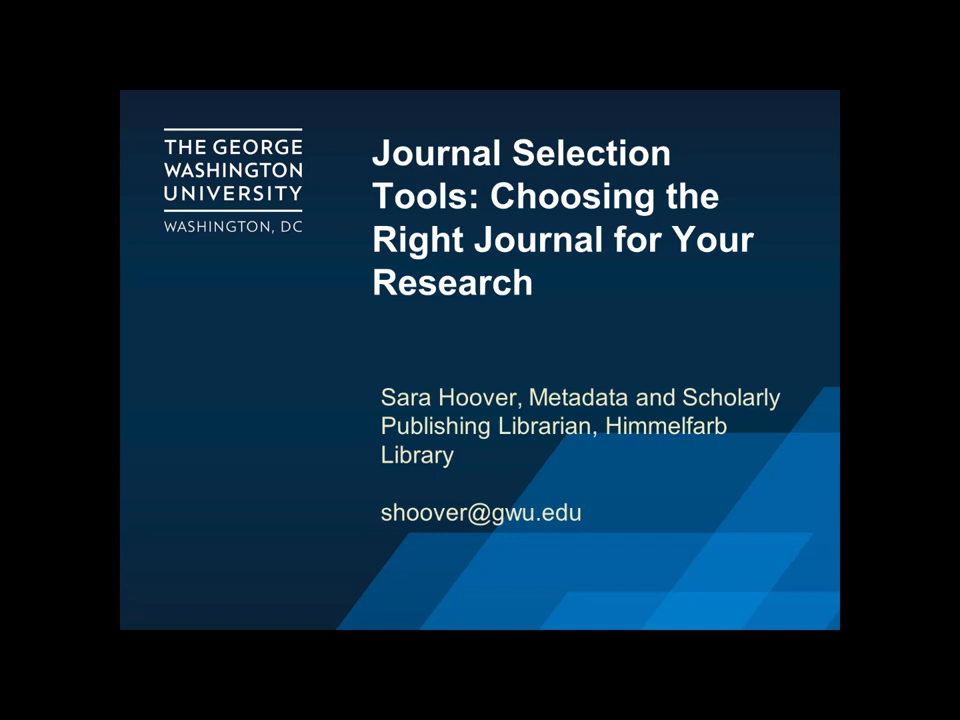 THE GEORGE
WASHINGTON
UNIVERSITY
WASHINGTON, DC
Journal Selection
Tools: Choosing the
Right Journal for Your
Research
Sara Hoover, Metadata and Scholarly
Publishing Librarian, Himmelfarb
Library
shoover@gwu.edu